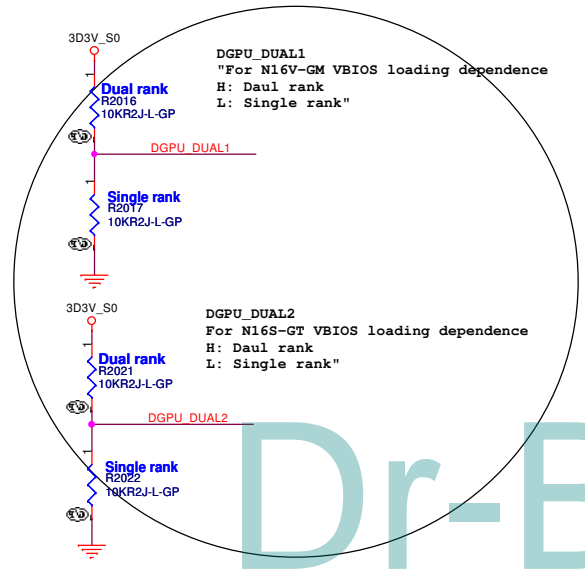 3D3V_S0
DGPU_DUAL1
"For N16V-GM VBIOS loading dependence
H: Daul rank
L: Single rank"
1
Dual rank
R2016
10KR2J-L-GP
DGPU_DUAL1
1
Single rank
R2017
10KR2J-L-GP
3D3V_S0
DGPU_DUAL2
For N16S-GT VBIOS loading dependence
H: Daul rank
L: Single rank"
1
Dual rank
R2021
10KR2J-L-GP
DGPU_DUAL2
1
Single rank
R2022
10KR2J-L-GP
Dr-B